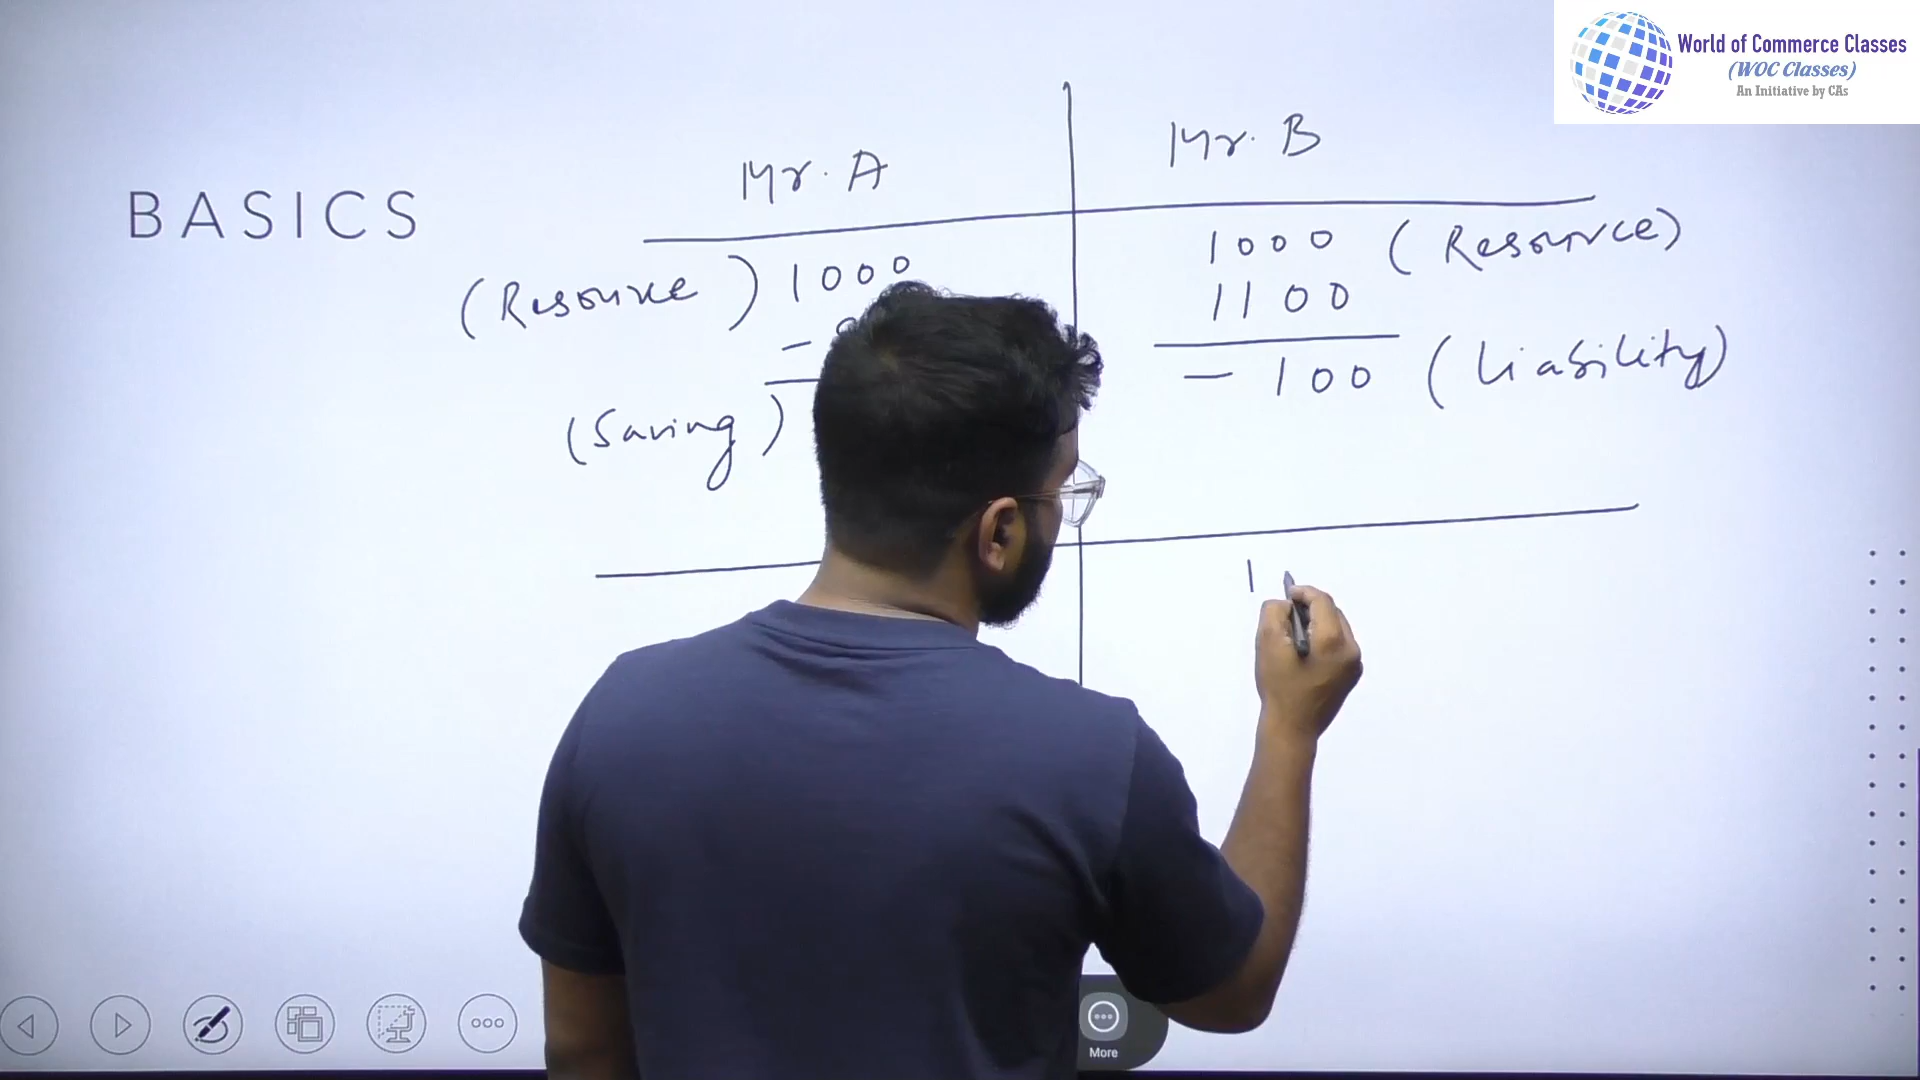 World of Commerce Classes
(WOC Classes)
An Initiative by CAs
BASICS
Mr. A
Mr. B
(Resource) 1000
1000 (Resource)
1100
-
- 100 (Liability)
(Saving)
1
More